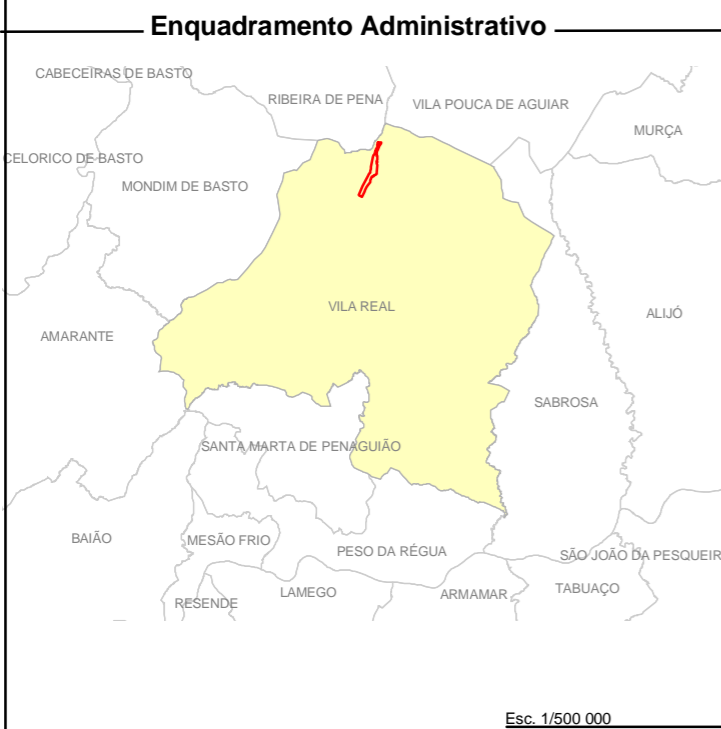 Enquadramento Administrativo
CABECEIRAS DE BASTO
RIBEIRA DE PENA
VILA POUCA DE AGUIAR
MURÇA
CELORICO DE BASTO
MONDIM DE BASTO
VILA REAL
ALIJÓ
AMARANTE
SABROSA
SANTA MARTA DE PENAGUIÃO
BAIÃO
MESÃO FRIO
PESO DA RÉGUA
SÃO JOÃO DA PESQUEIR
RESENDE
LAMEGO
ARMAMAR
TABUAÇO
Esc. 1/500 000